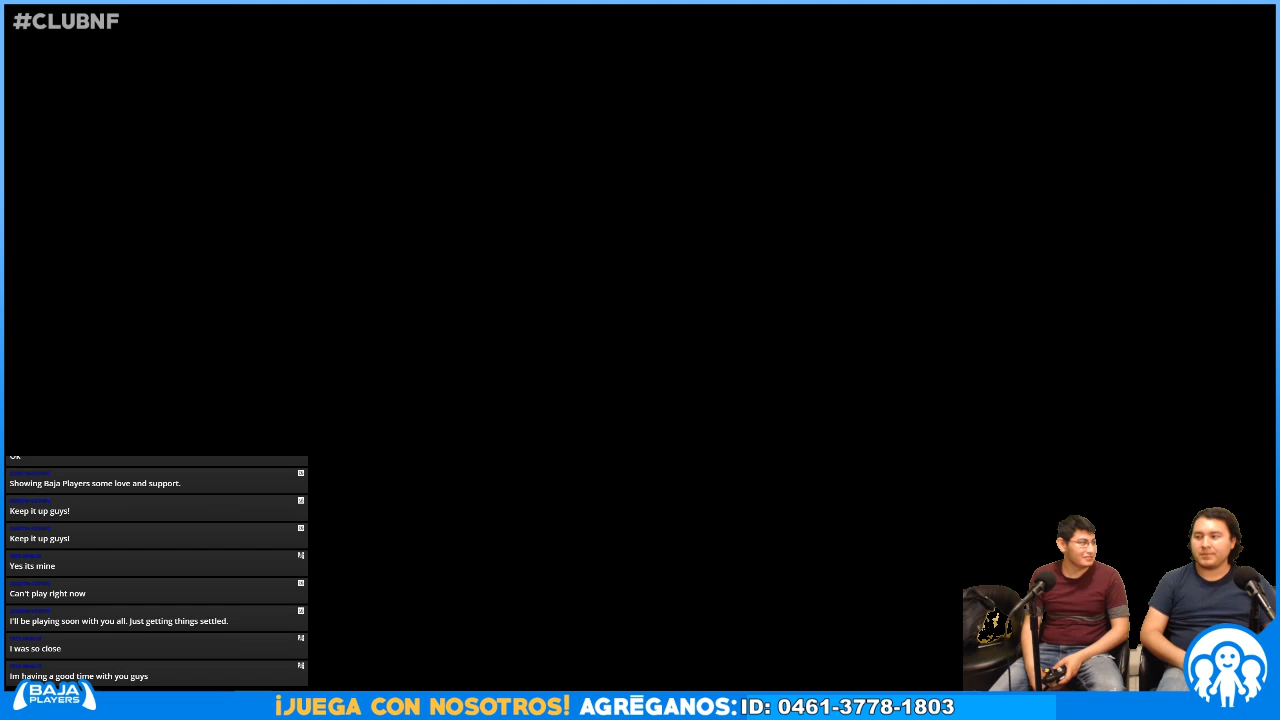 #CLUBNF
Ok
Showing Baja Players some love and support.
Keep it up guys!
Keep it up guys!
Yes its mine
Can't play right now
I'll be playing soon with you all. Just getting things settled.
I was so close
Im having a good time with you guys
BAJA
PLAYERS
¡JUEGA CON NOSOTROS! AGRÉGANOS: ID: 0461-3778-1803